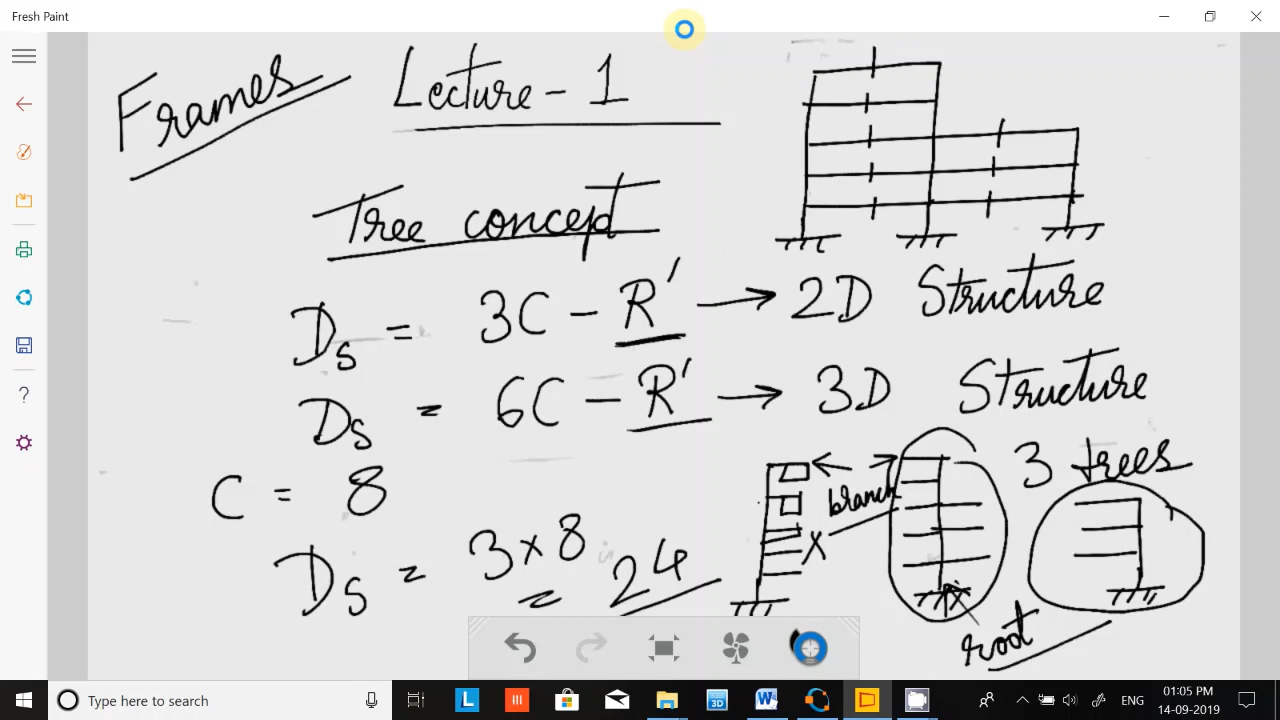 Fresh Paint
Frames
Lecture - 1
Tree concept
Ds = 3C - R' → 2D Structure
Ds = 6C - R' → 3D Structure
C = 8
Ds = 3 x 8
= 24
branch
X
3 trees
root
?
Type here to search
L
3D
W
ENG
01:05 PM
14-09-2019